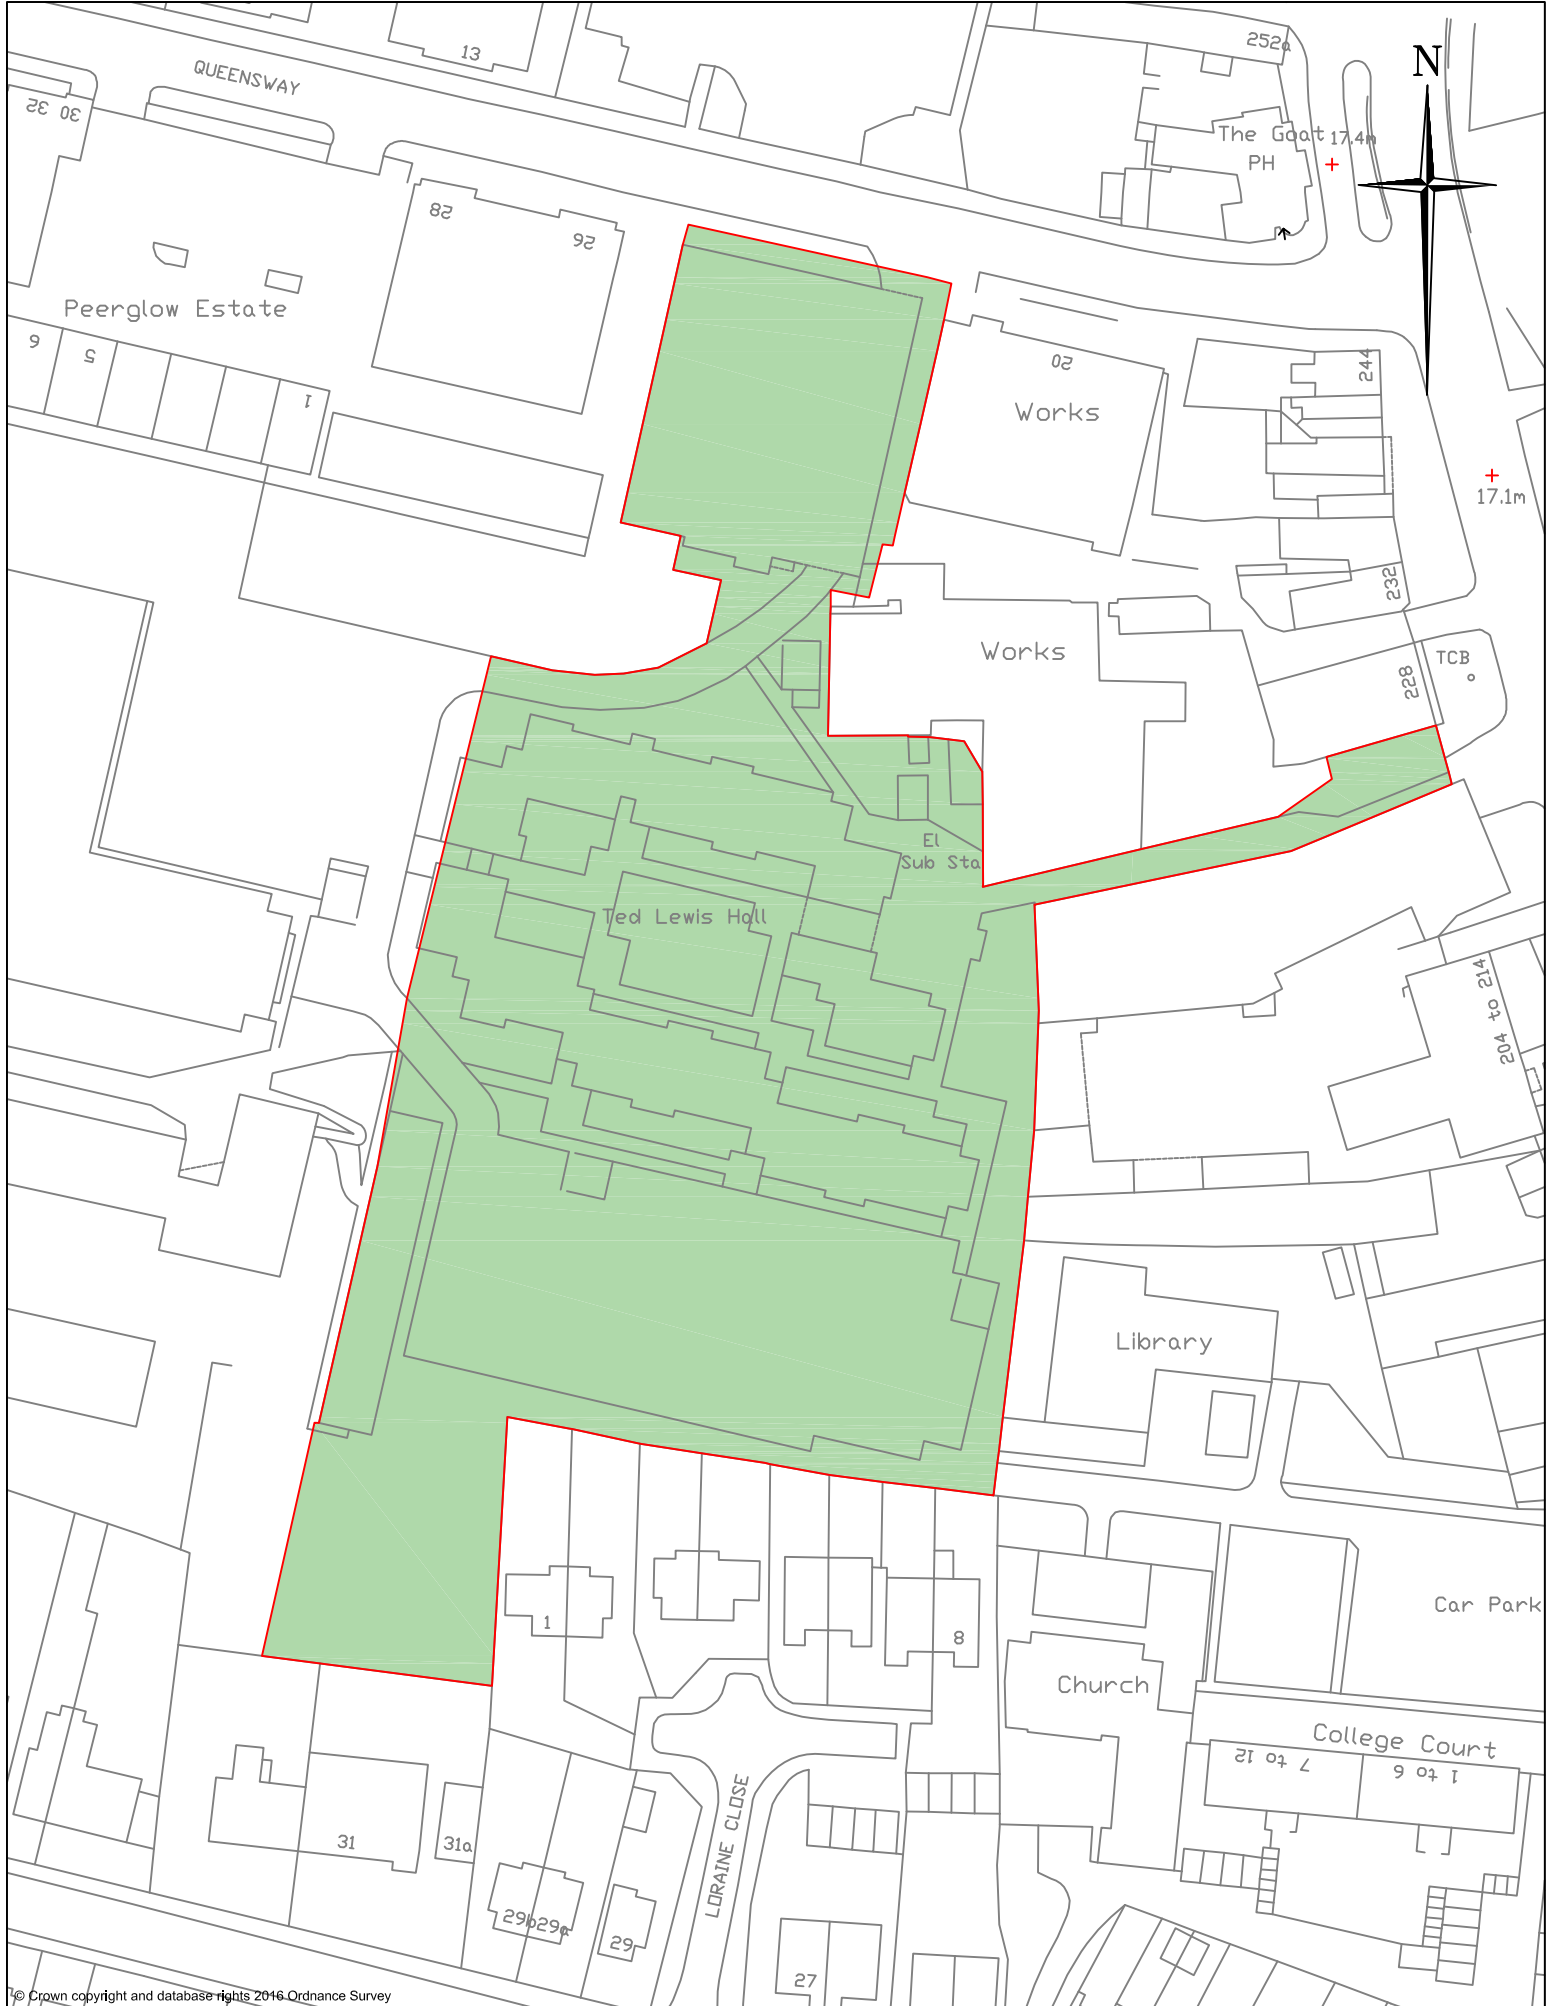 13
QUEENSWAY
30 32
252a
N
The Goat
PH
17.4m
28
26
Peerglow Estate
6
5
1
20
Works
244
17.1m
232
Works
TCB
228
El
Sub Sta
Ted Lewis Hall
204 to 214
Library
Car Park
1
8
Church
College Court
7 to 12
1 to 6
LORAINE CLOSE
31
31a
29b
29a
29
27
© Crown copyright and database rights 2016 Ordnance Survey